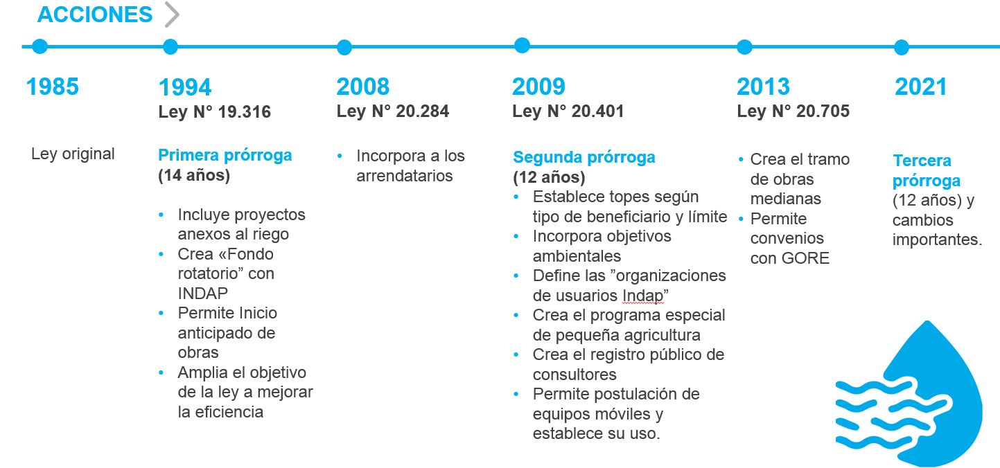 ACCIONES
1985
Ley original
1994
Ley N° 19.316
Primera prórroga
(14 años)
• Incluye proyectos
anexos al riego
• Crea «Fondo
rotatorio” con
INDAP
• Permite Inicio
anticipado de
obras
• Amplia el objetivo
de la ley a mejorar
la eficiencia
2008
Ley N° 20.284
• Incorpora a los
arrendatarios
2009
Ley N° 20.401
Segunda prórroga
(12 años)
• Establece topes según
tipo de beneficiario y límite
• Incorpora objetivos
ambientales
• Define las ”organizaciones
de usuarios Indap”
• Crea el programa especial
de pequeña agricultura
• Crea el registro público de
consultores
• Permite postulación de
equipos móviles y
establece su uso.
2013
Ley N° 20.705
• Crea el tramo
de obras
medianas
• Permite
convenios
con GORE
2021
Tercera
prórroga
(12 años) y
cambios
importantes.